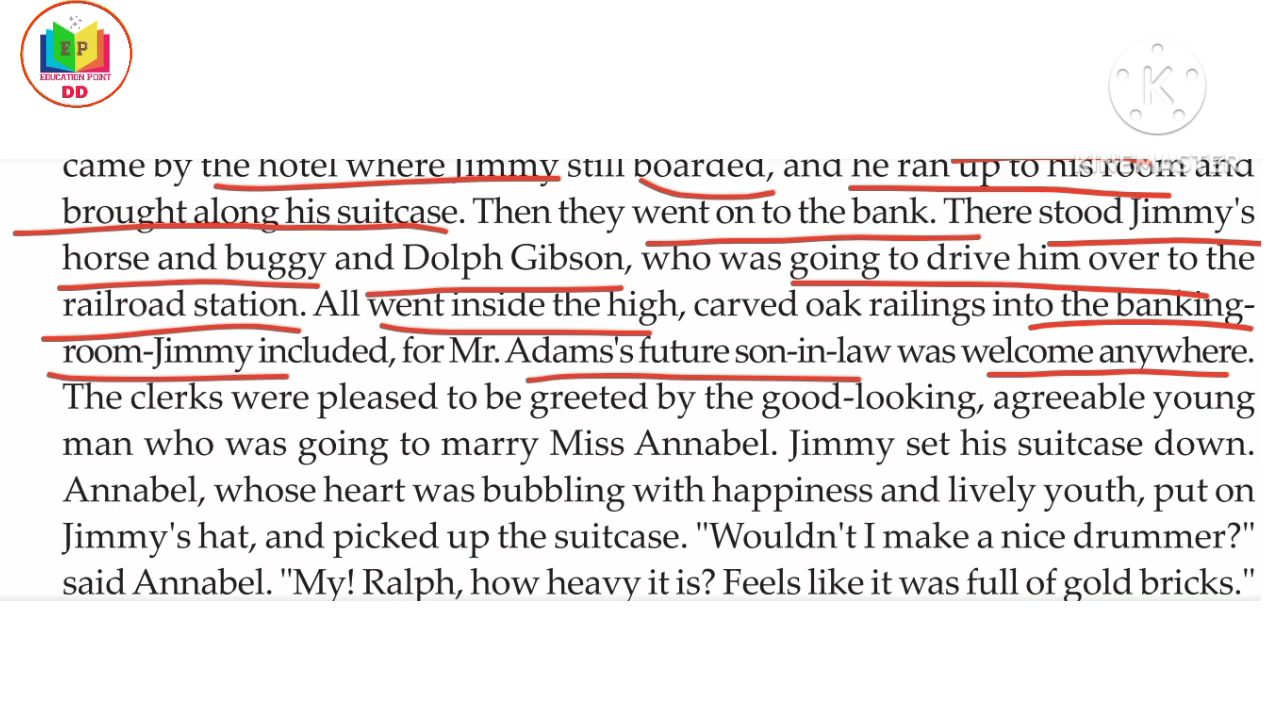 EP
EDUCATION POINT
DD
K
KINEMASTER
came by the hotel where Jimmy still boarded, and he ran up to his room and
brought along his suitcase. Then they went on to the bank. There stood Jimmy's
horse and buggy and Dolph Gibson, who was going to drive him over to the
railroad station. All went inside the high, carved oak railings into the banking-
room-Jimmy included, for Mr. Adams's future son-in-law was welcome anywhere.
The clerks were pleased to be greeted by the good-looking, agreeable young
man who was going to marry Miss Annabel. Jimmy set his suitcase down.
Annabel, whose heart was bubbling with happiness and lively youth, put on
Jimmy's hat, and picked up the suitcase. "Wouldn't I make a nice drummer?"
said Annabel. "My! Ralph, how heavy it is? Feels like it was full of gold bricks."